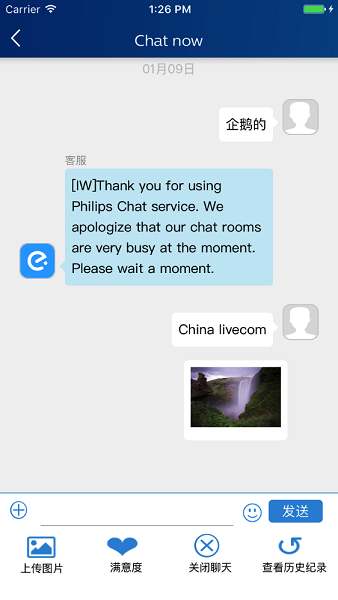 Carrier 1:26 PM
Chat now
01月09日
企鹅的
客服
[IW]Thank you for using
Philips Chat service. We
apologize that our chat rooms
are very busy at the moment.
Please wait a moment.
China livecom
发送
上传图片 满意度 关闭聊天 查看历史纪录